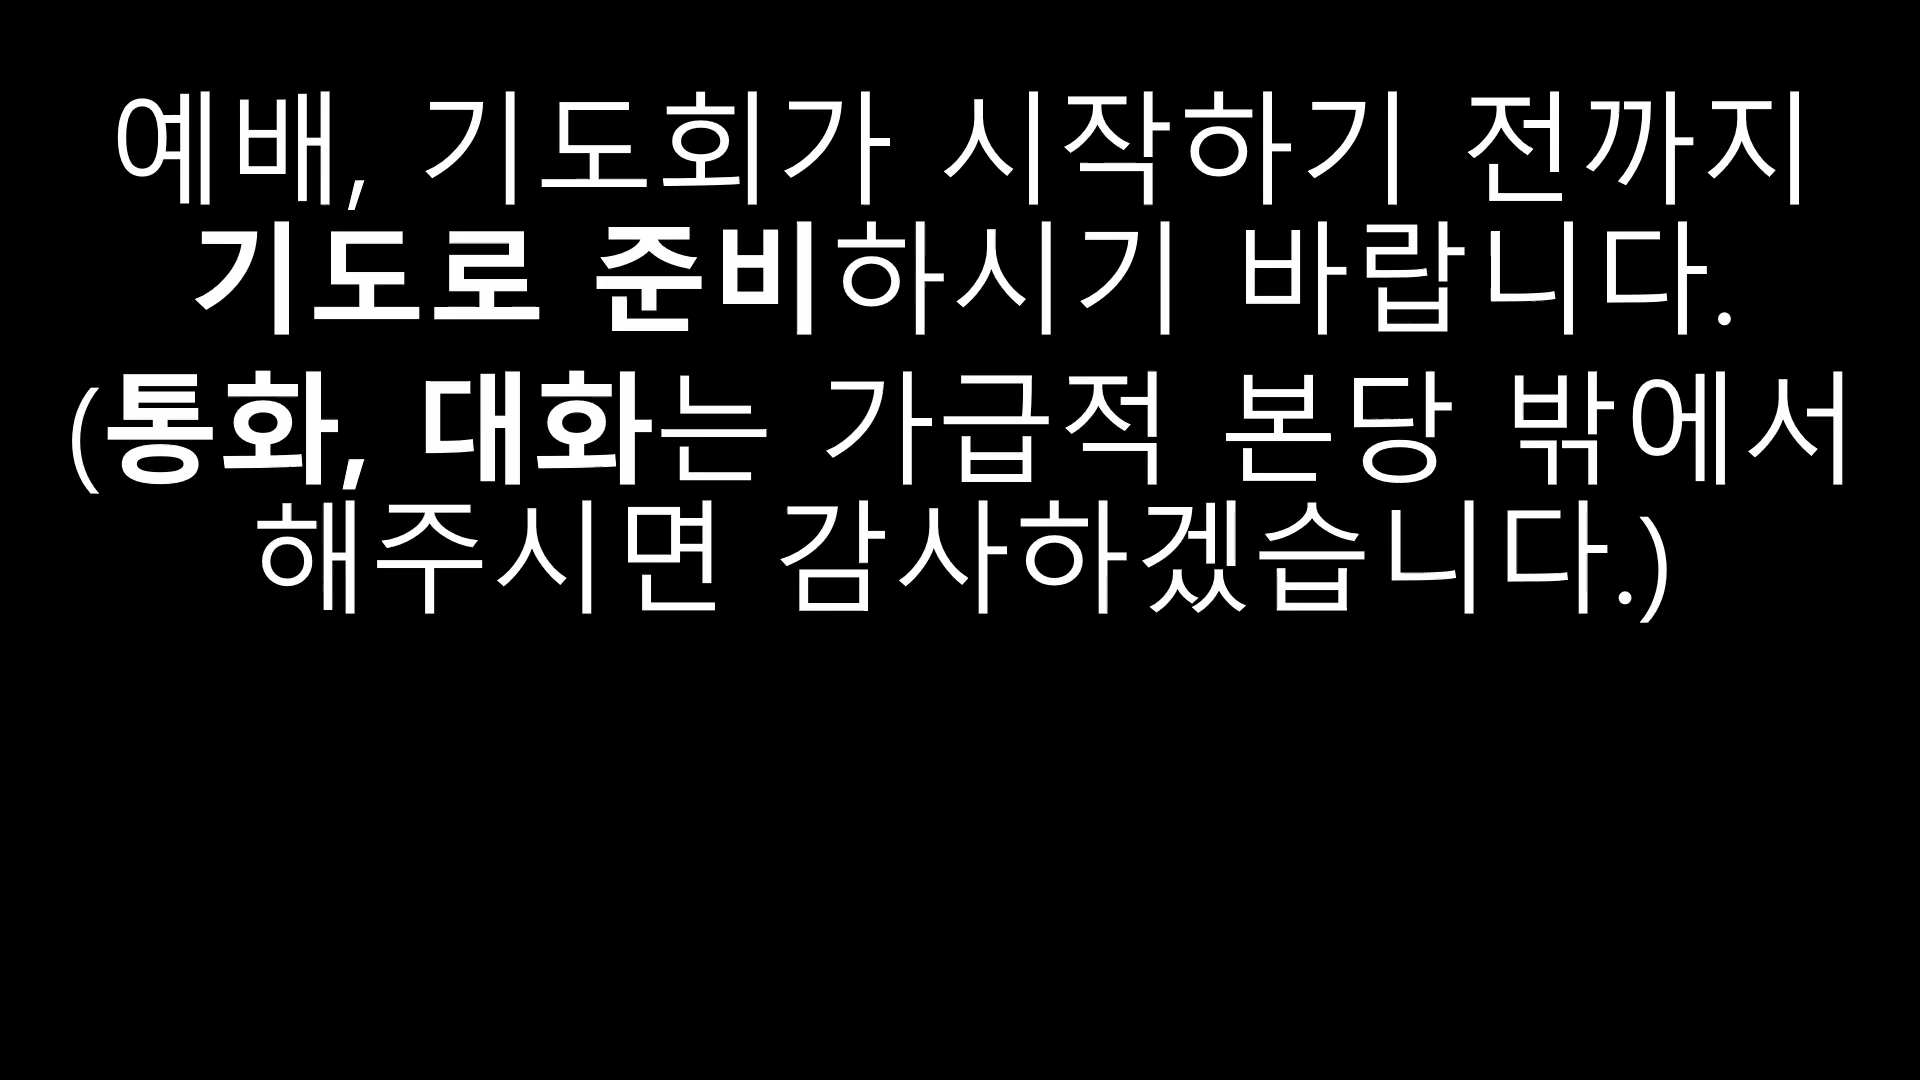 예배, 기도회가 시작하기 전까지
기도로 준비하시기 바랍니다.
(통화, 대화는 가급적 본당 밖에서
해주시면 감사하겠습니다.)